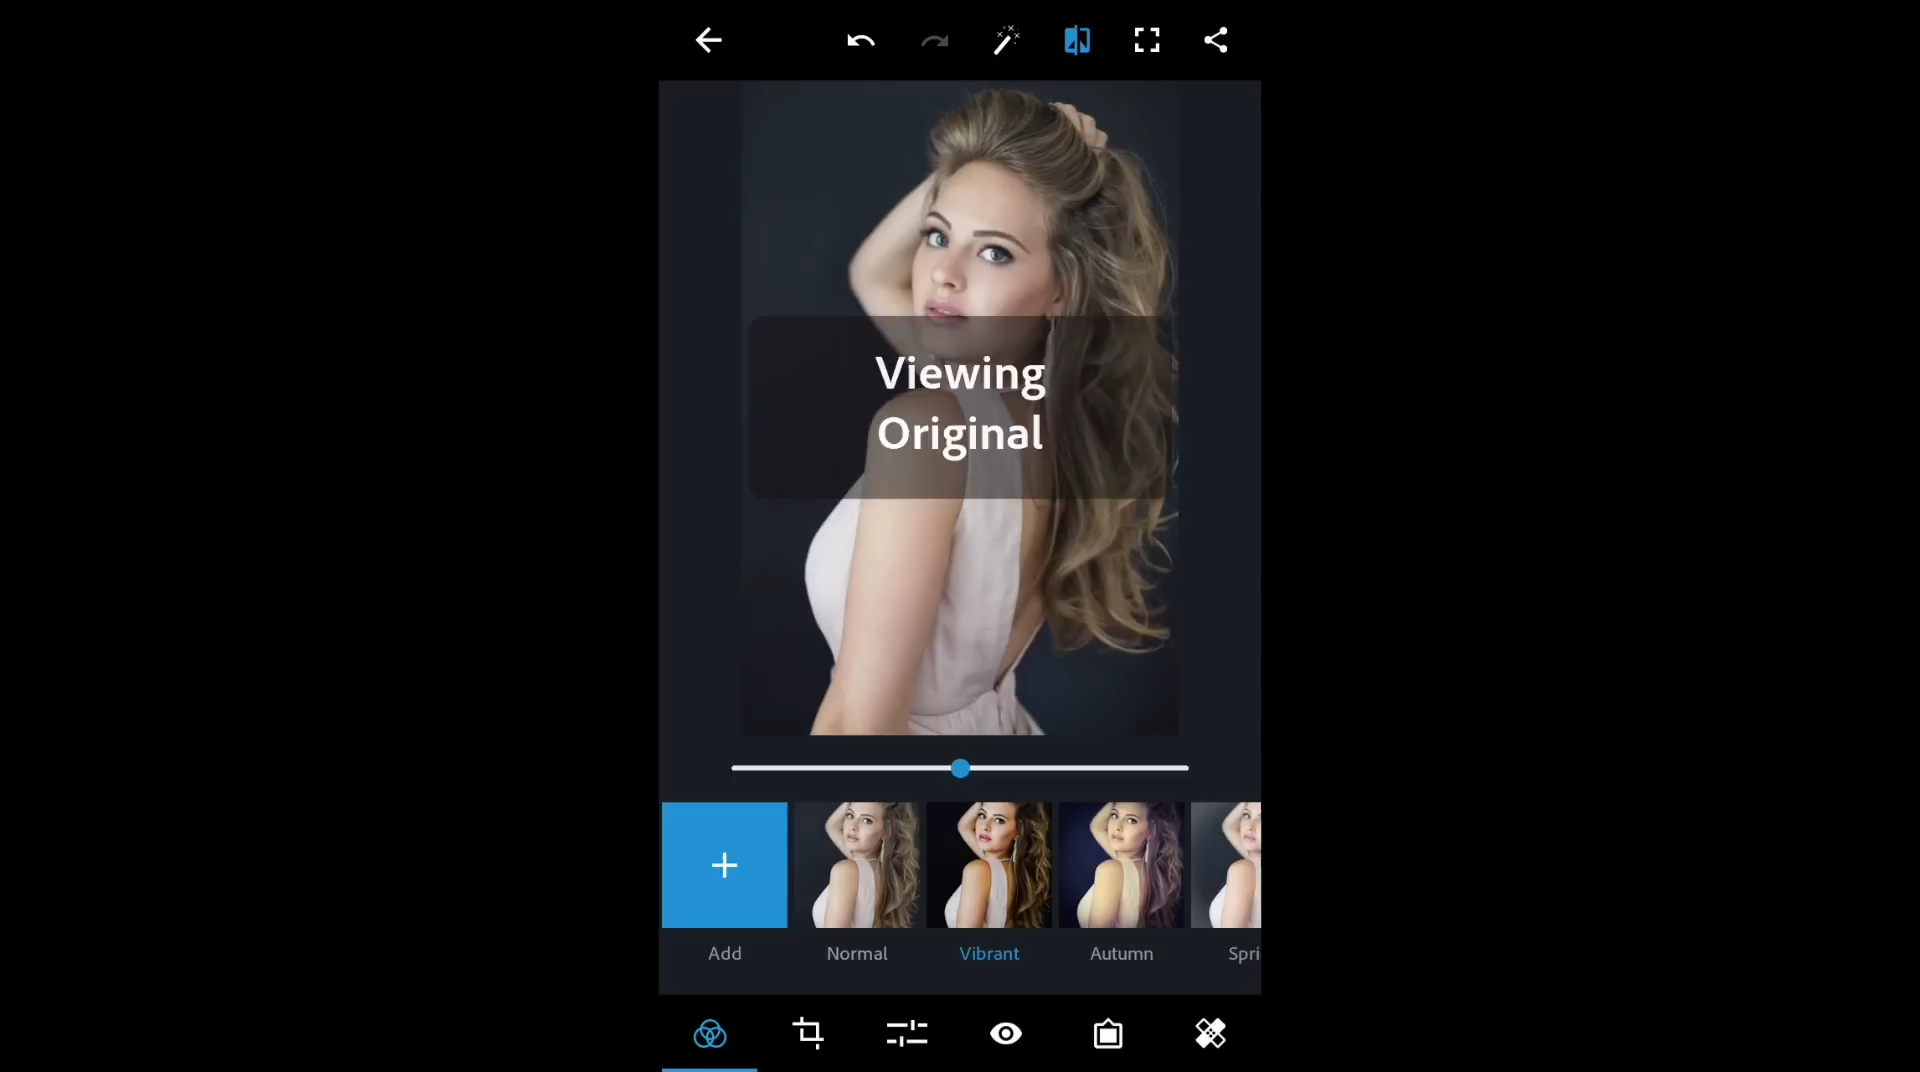 Viewing
Original
Add
Normal
Vibrant
Autumn
Spri